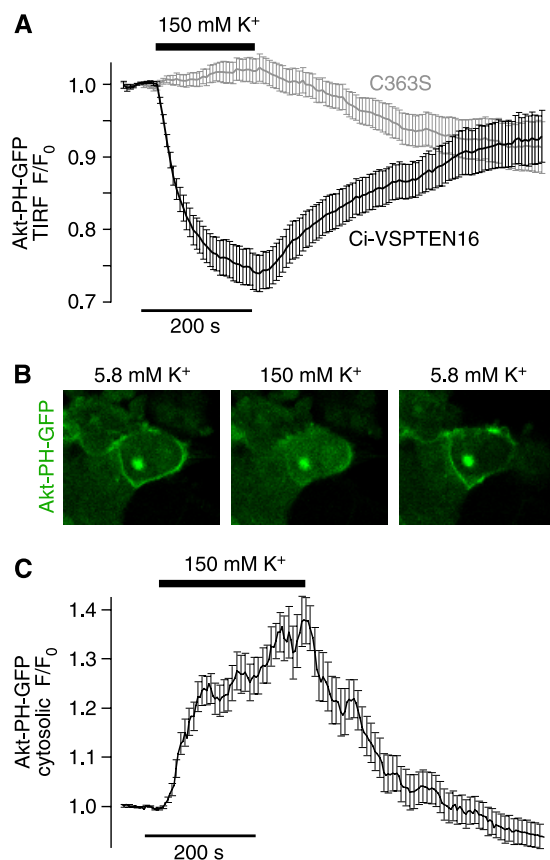 A
150 mM K⁺
C363S
Ci-VSPTEN16
Akt-PH-GFP
TIRF F/F₀
1.0
0.9
0.8
0.7
200 s
B
5.8 mM K⁺ 150 mM K⁺ 5.8 mM K⁺
Akt-PH-GFP
C
150 mM K⁺
Akt-PH-GFP
cytosolic F/F₀
1.4
1.3
1.2
1.1
1.0
200 s